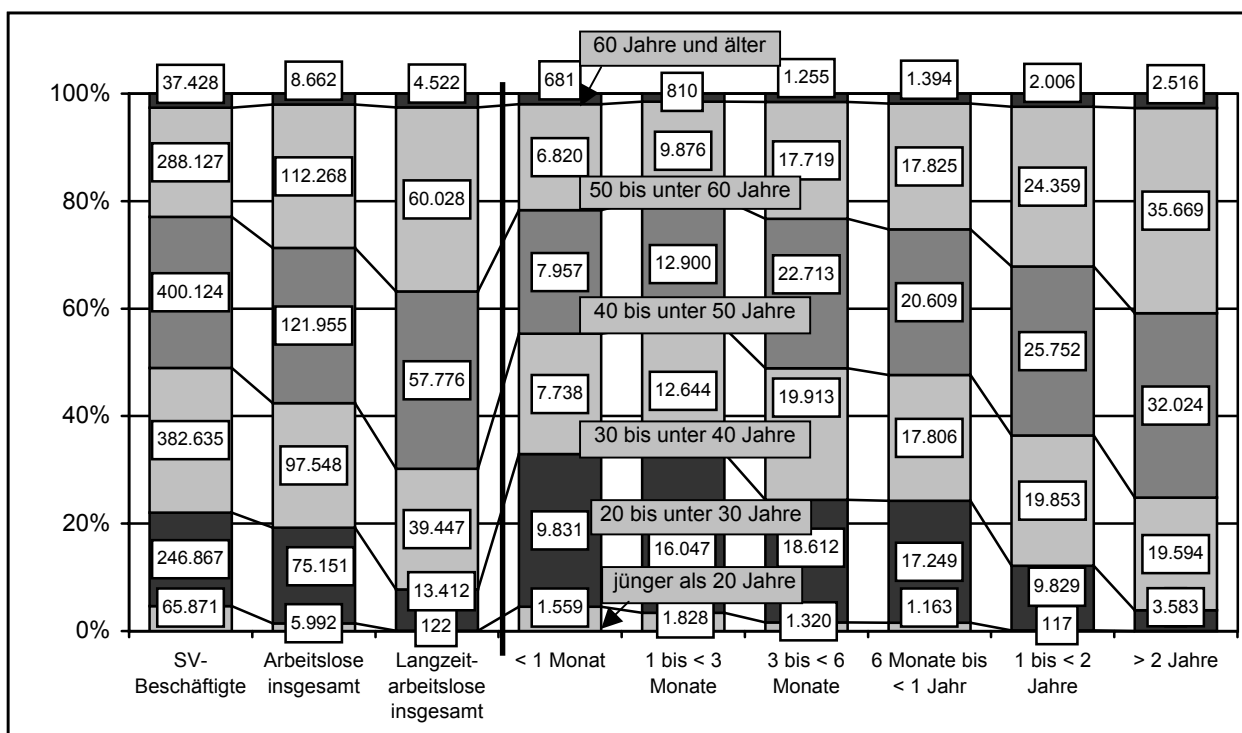 60 Jahre und älter
37.428 8.662 4.522 681 810 1.255 1.394 2.006 2.516
100%
288.127 112.268 60.028 6.820 9.876 17.719 17.825 24.359 35.669
80%
50 bis unter 60 Jahre
400.124 121.955 57.776 7.957 12.900 22.713 20.609 25.752 32.024
60%
40 bis unter 50 Jahre
382.635 97.548 39.447 7.738 12.644 19.913 17.806 19.853 19.594
40%
30 bis unter 40 Jahre
246.867 75.151 13.412 9.831 16.047 18.612 17.249 9.829 3.583
20%
20 bis unter 30 Jahre
jünger als 20 Jahre
65.871 5.992 122 1.559 1.828 1.320 1.163 117
0%
SV-
Beschäftigte
Arbeitslose
insgesamt
Langzeit-
arbeitslose
insgesamt
< 1 Monat
1 bis < 3
Monate
3 bis < 6
Monate
6 Monate bis
< 1 Jahr
1 bis < 2
Jahre
> 2 Jahre